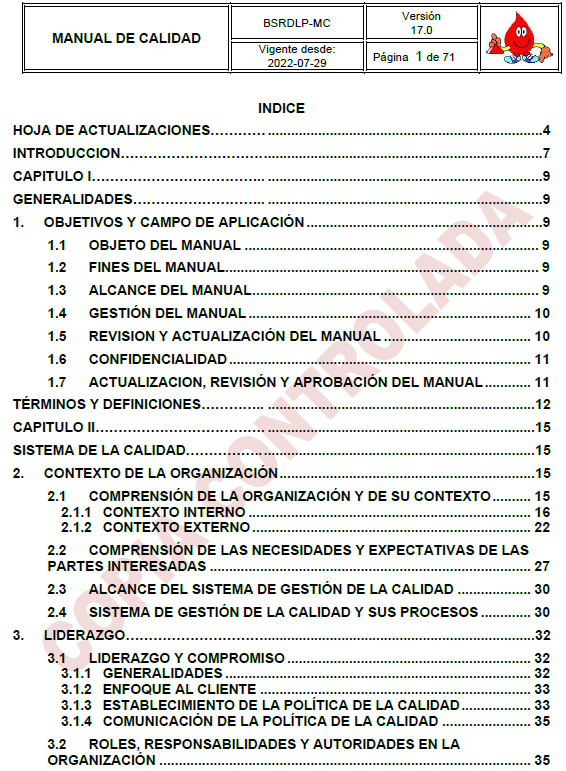 MANUAL DE CALIDAD
BSRDLP-MC
Versión
17.0
Vigente desde:
2022-07-29
Página 1 de 71
INDICE
HOJA DE ACTUALIZACIONES............ ....................................................................4
INTRODUCCION.....................................................................................................7
CAPITULO I.............................................................................................................9
GENERALIDADES..................................................................................................9
1. OBJETIVOS Y CAMPO DE APLICACIÓN .......................................................9
1.1 OBJETO DEL MANUAL ................................................................ 9
1.2 FINES DEL MANUAL.................................................................... 9
1.3 ALCANCE DEL MANUAL.............................................................. 9
1.4 GESTIÓN DEL MANUAL ............................................................ 10
1.5 REVISION Y ACTUALIZACIÓN DEL MANUAL ............................ 10
1.6 CONFIDENCIALIDAD ................................................................. 11
1.7 ACTUALIZACION, REVISIÓN Y APROBACIÓN DEL MANUAL ........... 11
TÉRMINOS Y DEFINICIONES..............................................................................12
CAPITULO II..........................................................................................................15
SISTEMA DE LA CALIDAD...................................................................................15
2. CONTEXTO DE LA ORGANIZACIÓN............................................................15
2.1 COMPRENSIÓN DE LA ORGANIZACIÓN Y DE SU CONTEXTO .......... 15
2.1.1 CONTEXTO INTERNO ............................................................... 16
2.1.2 CONTEXTO EXTERNO .............................................................. 22
2.2 COMPRENSIÓN DE LAS NECESIDADES Y EXPECTATIVAS DE LAS
PARTES INTERESADAS ....................................................................... 27
2.3 ALCANCE DEL SISTEMA DE GESTIÓN DE LA CALIDAD ................. 30
2.4 SISTEMA DE GESTIÓN DE LA CALIDAD Y SUS PROCESOS ............ 30
3. LIDERAZGO....................................................................................................32
3.1 LIDERAZGO Y COMPROMISO ..................................................... 32
3.1.1 GENERALIDADES ...................................................................... 32
3.1.2 ENFOQUE AL CLIENTE ............................................................. 33
3.1.3 ESTABLECIMIENTO DE LA POLÍTICA DE LA CALIDAD ................. 33
3.1.4 COMUNICACIÓN DE LA POLÍTICA DE LA CALIDAD ...................... 35
3.2 ROLES, RESPONSABILIDADES Y AUTORIDADES EN LA
ORGANIZACIÓN ................................................................................... 35
COPIA CONTROLADA